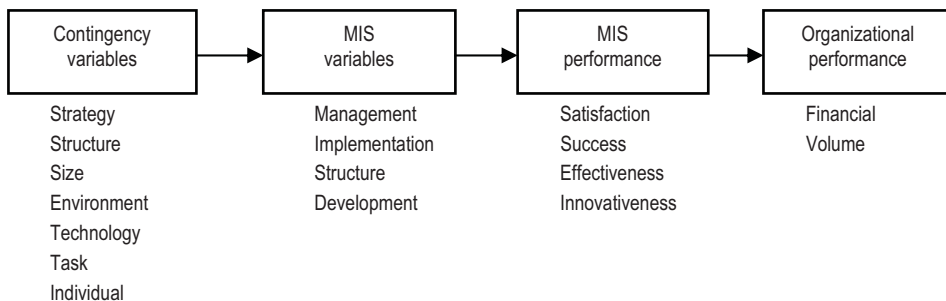 Contingency
variables
Strategy
Structure
Size
Environment
Technology
Task
Individual
MIS
variables
Management
Implementation
Structure
Development
MIS
performance
Satisfaction
Success
Effectiveness
Innovativeness
Organizational
performance
Financial
Volume